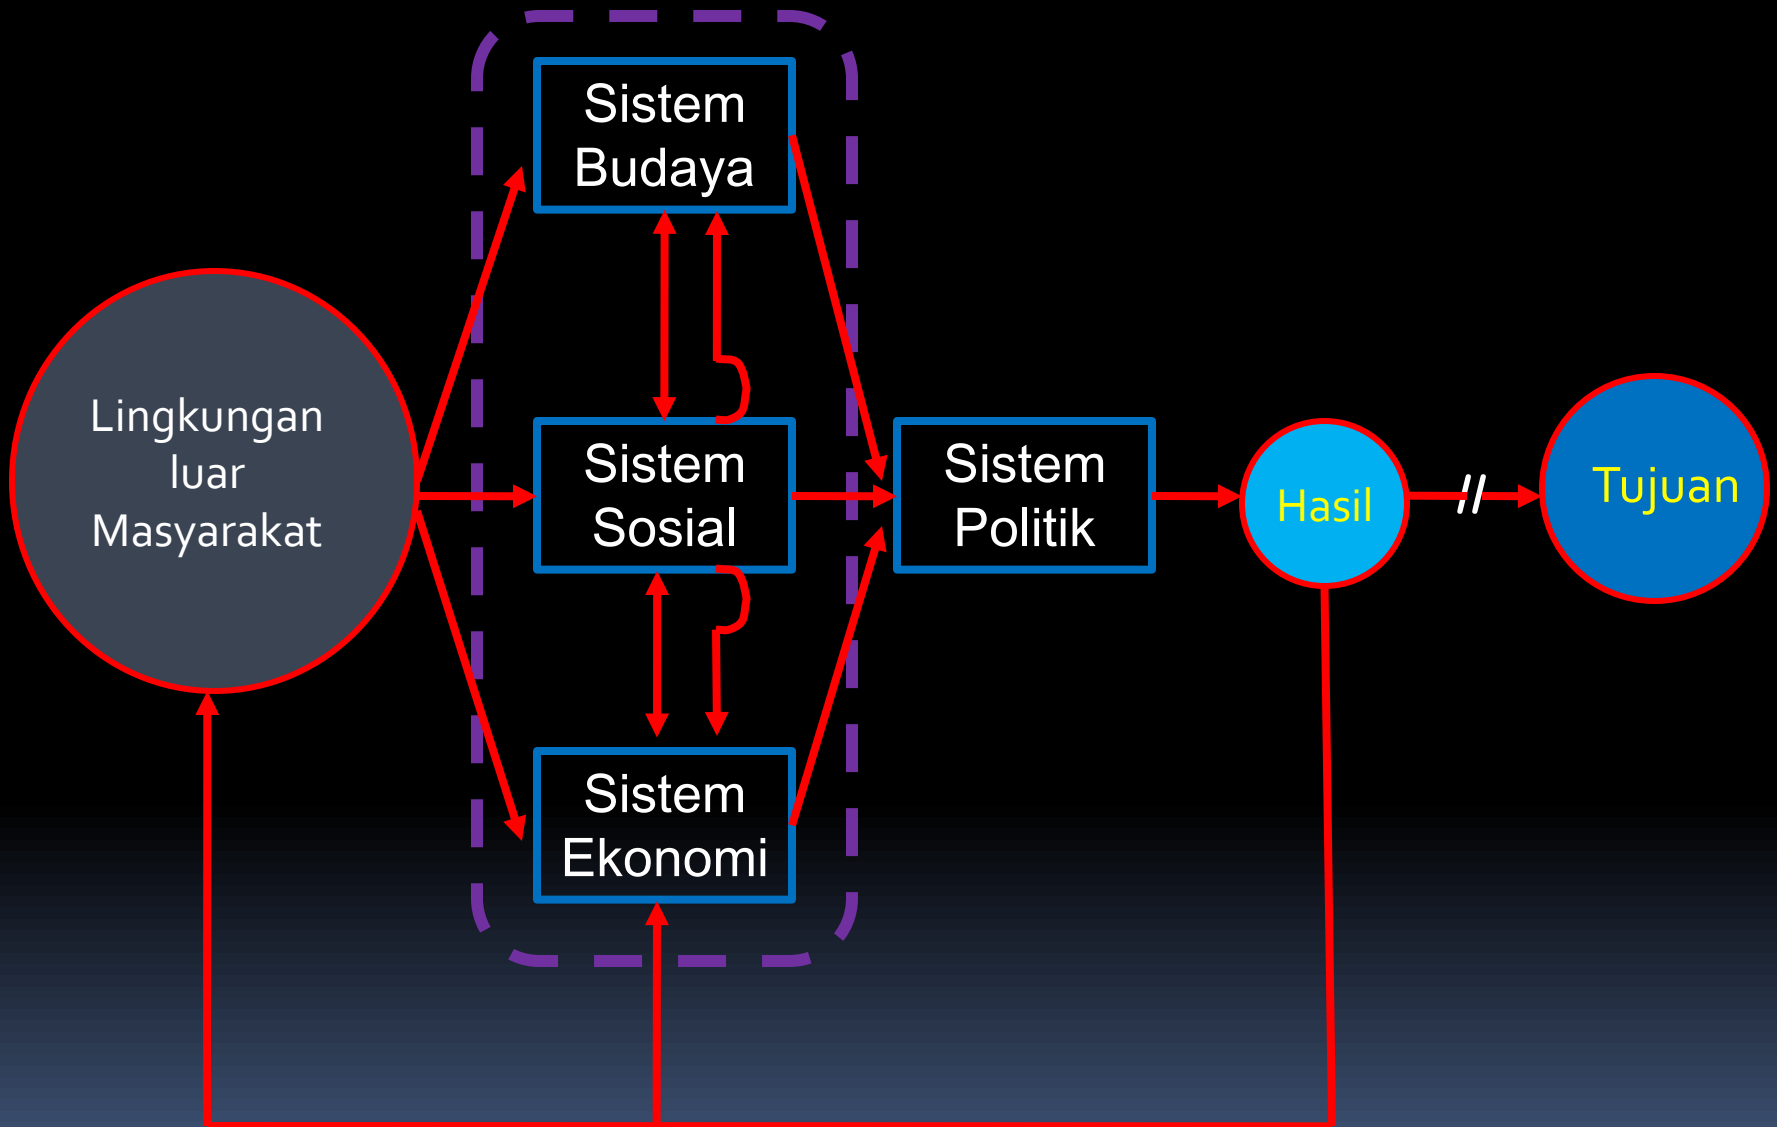 Sistem
Budaya
Lingkungan
luar
Masyarakat
Sistem
Sosial
Sistem
Politik
Hasil
Tujuan
Sistem
Ekonomi